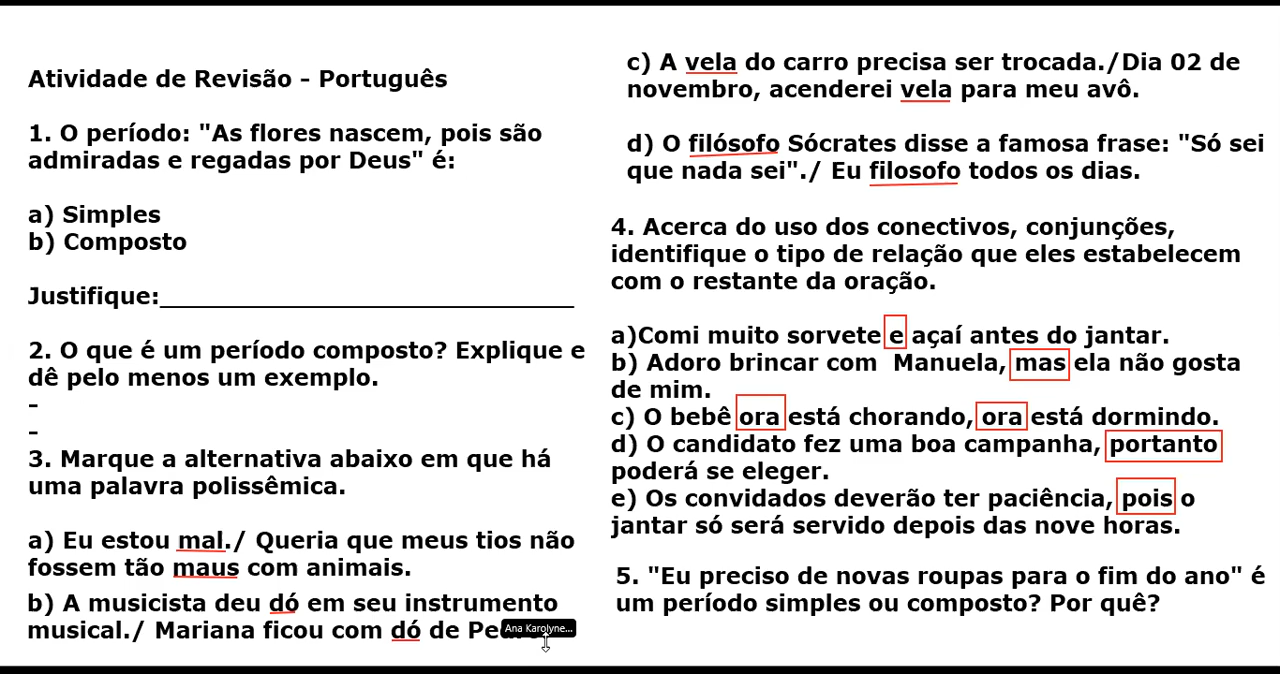 Atividade de Revisão - Português
1. O período: "As flores nascem, pois são
admiradas e regadas por Deus" é:
a) Simples
b) Composto
Justifique:______________________________
2. O que é um período composto? Explique e
dê pelo menos um exemplo.
-
-
3. Marque a alternativa abaixo em que há
uma palavra polissêmica.
a) Eu estou mal./ Queria que meus tios não
fossem tão maus com animais.
b) A musicista deu dó em seu instrumento
musical./ Mariana ficou com dó de
Ana Karolyne...
c) A vela do carro precisa ser trocada./Dia 02 de
novembro, acenderei vela para meu avô.
d) O filósofo Sócrates disse a famosa frase: "Só sei
que nada sei"./ Eu filosofo todos os dias.
4. Acerca do uso dos conectivos, conjunções,
identifique o tipo de relação que eles estabelecem
com o restante da oração.
a)Comi muito sorvete e açaí antes do jantar.
b) Adoro brincar com Manuela, mas ela não gosta
de mim.
c) O bebê ora está chorando, ora está dormindo.
d) O candidato fez uma boa campanha, portanto
poderá se eleger.
e) Os convidados deverão ter paciência, pois o
jantar só será servido depois das nove horas.
5. "Eu preciso de novas roupas para o fim do ano" é
um período simples ou composto? Por quê?